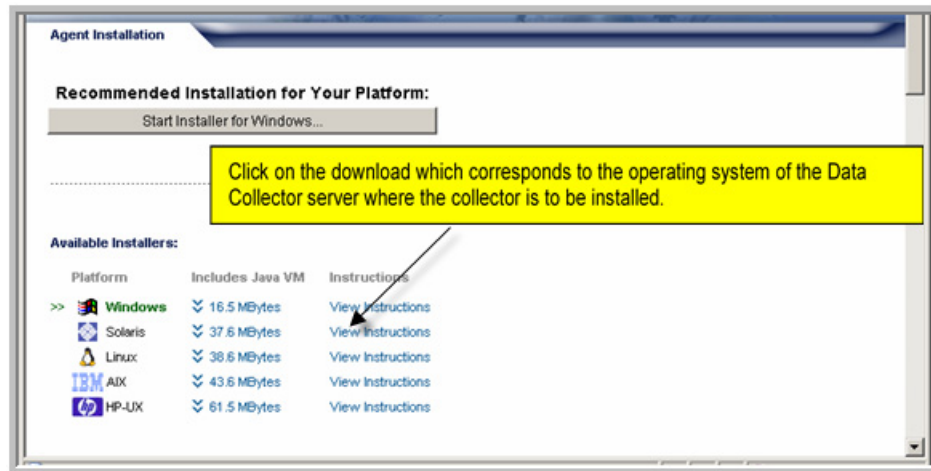 Agent Installation
Recommended Installation for Your Platform:
Start Installer for Windows...
Click on the download which corresponds to the operating system of the Data
Collector server where the collector is to be installed.
Available Installers:
Platform Includes Java VM Instructions
>> Windows 16.5 MBytes View Instructions
Solaris 37.6 MBytes View Instructions
Linux 38.6 MBytes View Instructions
IBM AIX 43.6 MBytes View Instructions
hp HP-UX 61.5 MBytes View Instructions